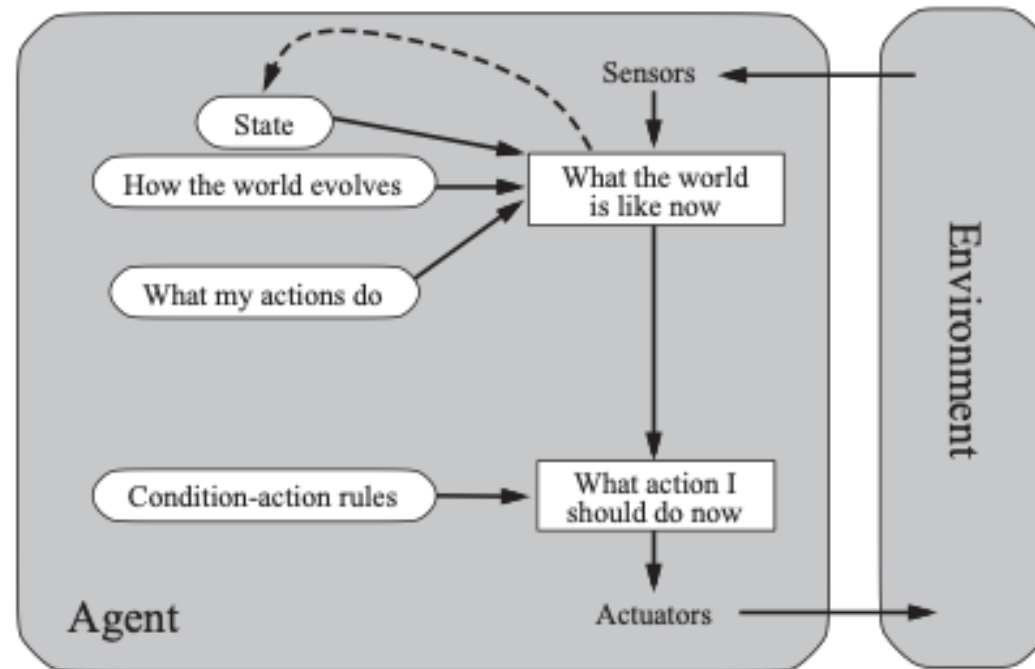 Sensors
State
How the world evolves
What the world
is like now
What my actions do
Environment
Condition-action rules
What action I
should do now
Agent
Actuators